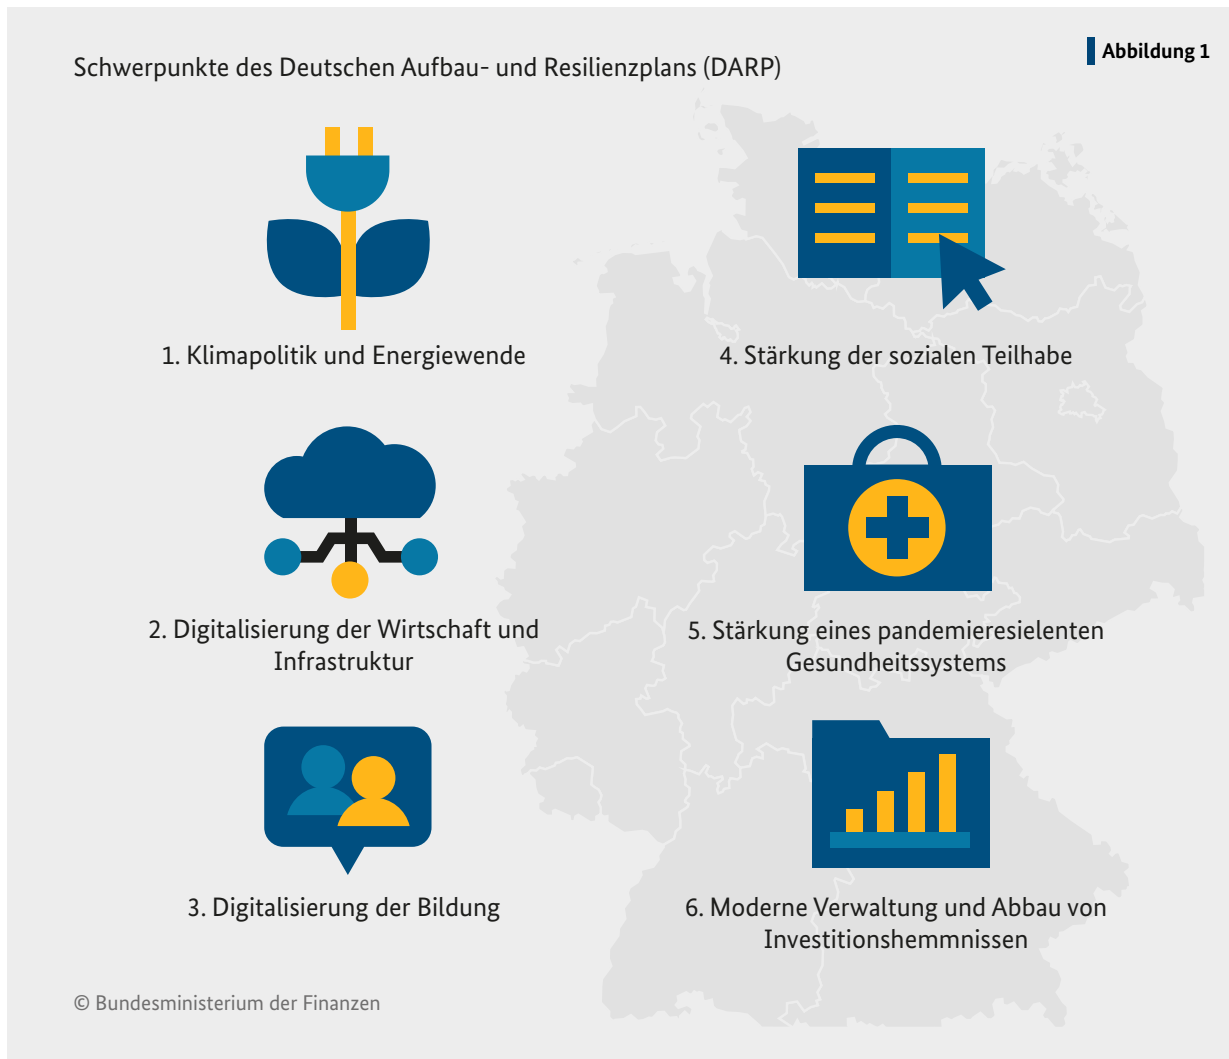 Schwerpunkte des Deutschen Aufbau- und Resilienzplans (DARP)
Abbildung 1
1. Klimapolitik und Energiewende
4. Stärkung der sozialen Teilhabe
2. Digitalisierung der Wirtschaft und
Infrastruktur
5. Stärkung eines pandemieresielenten
Gesundheitssystems
3. Digitalisierung der Bildung
6. Moderne Verwaltung und Abbau von
Investitionshemmnissen
© Bundesministerium der Finanzen